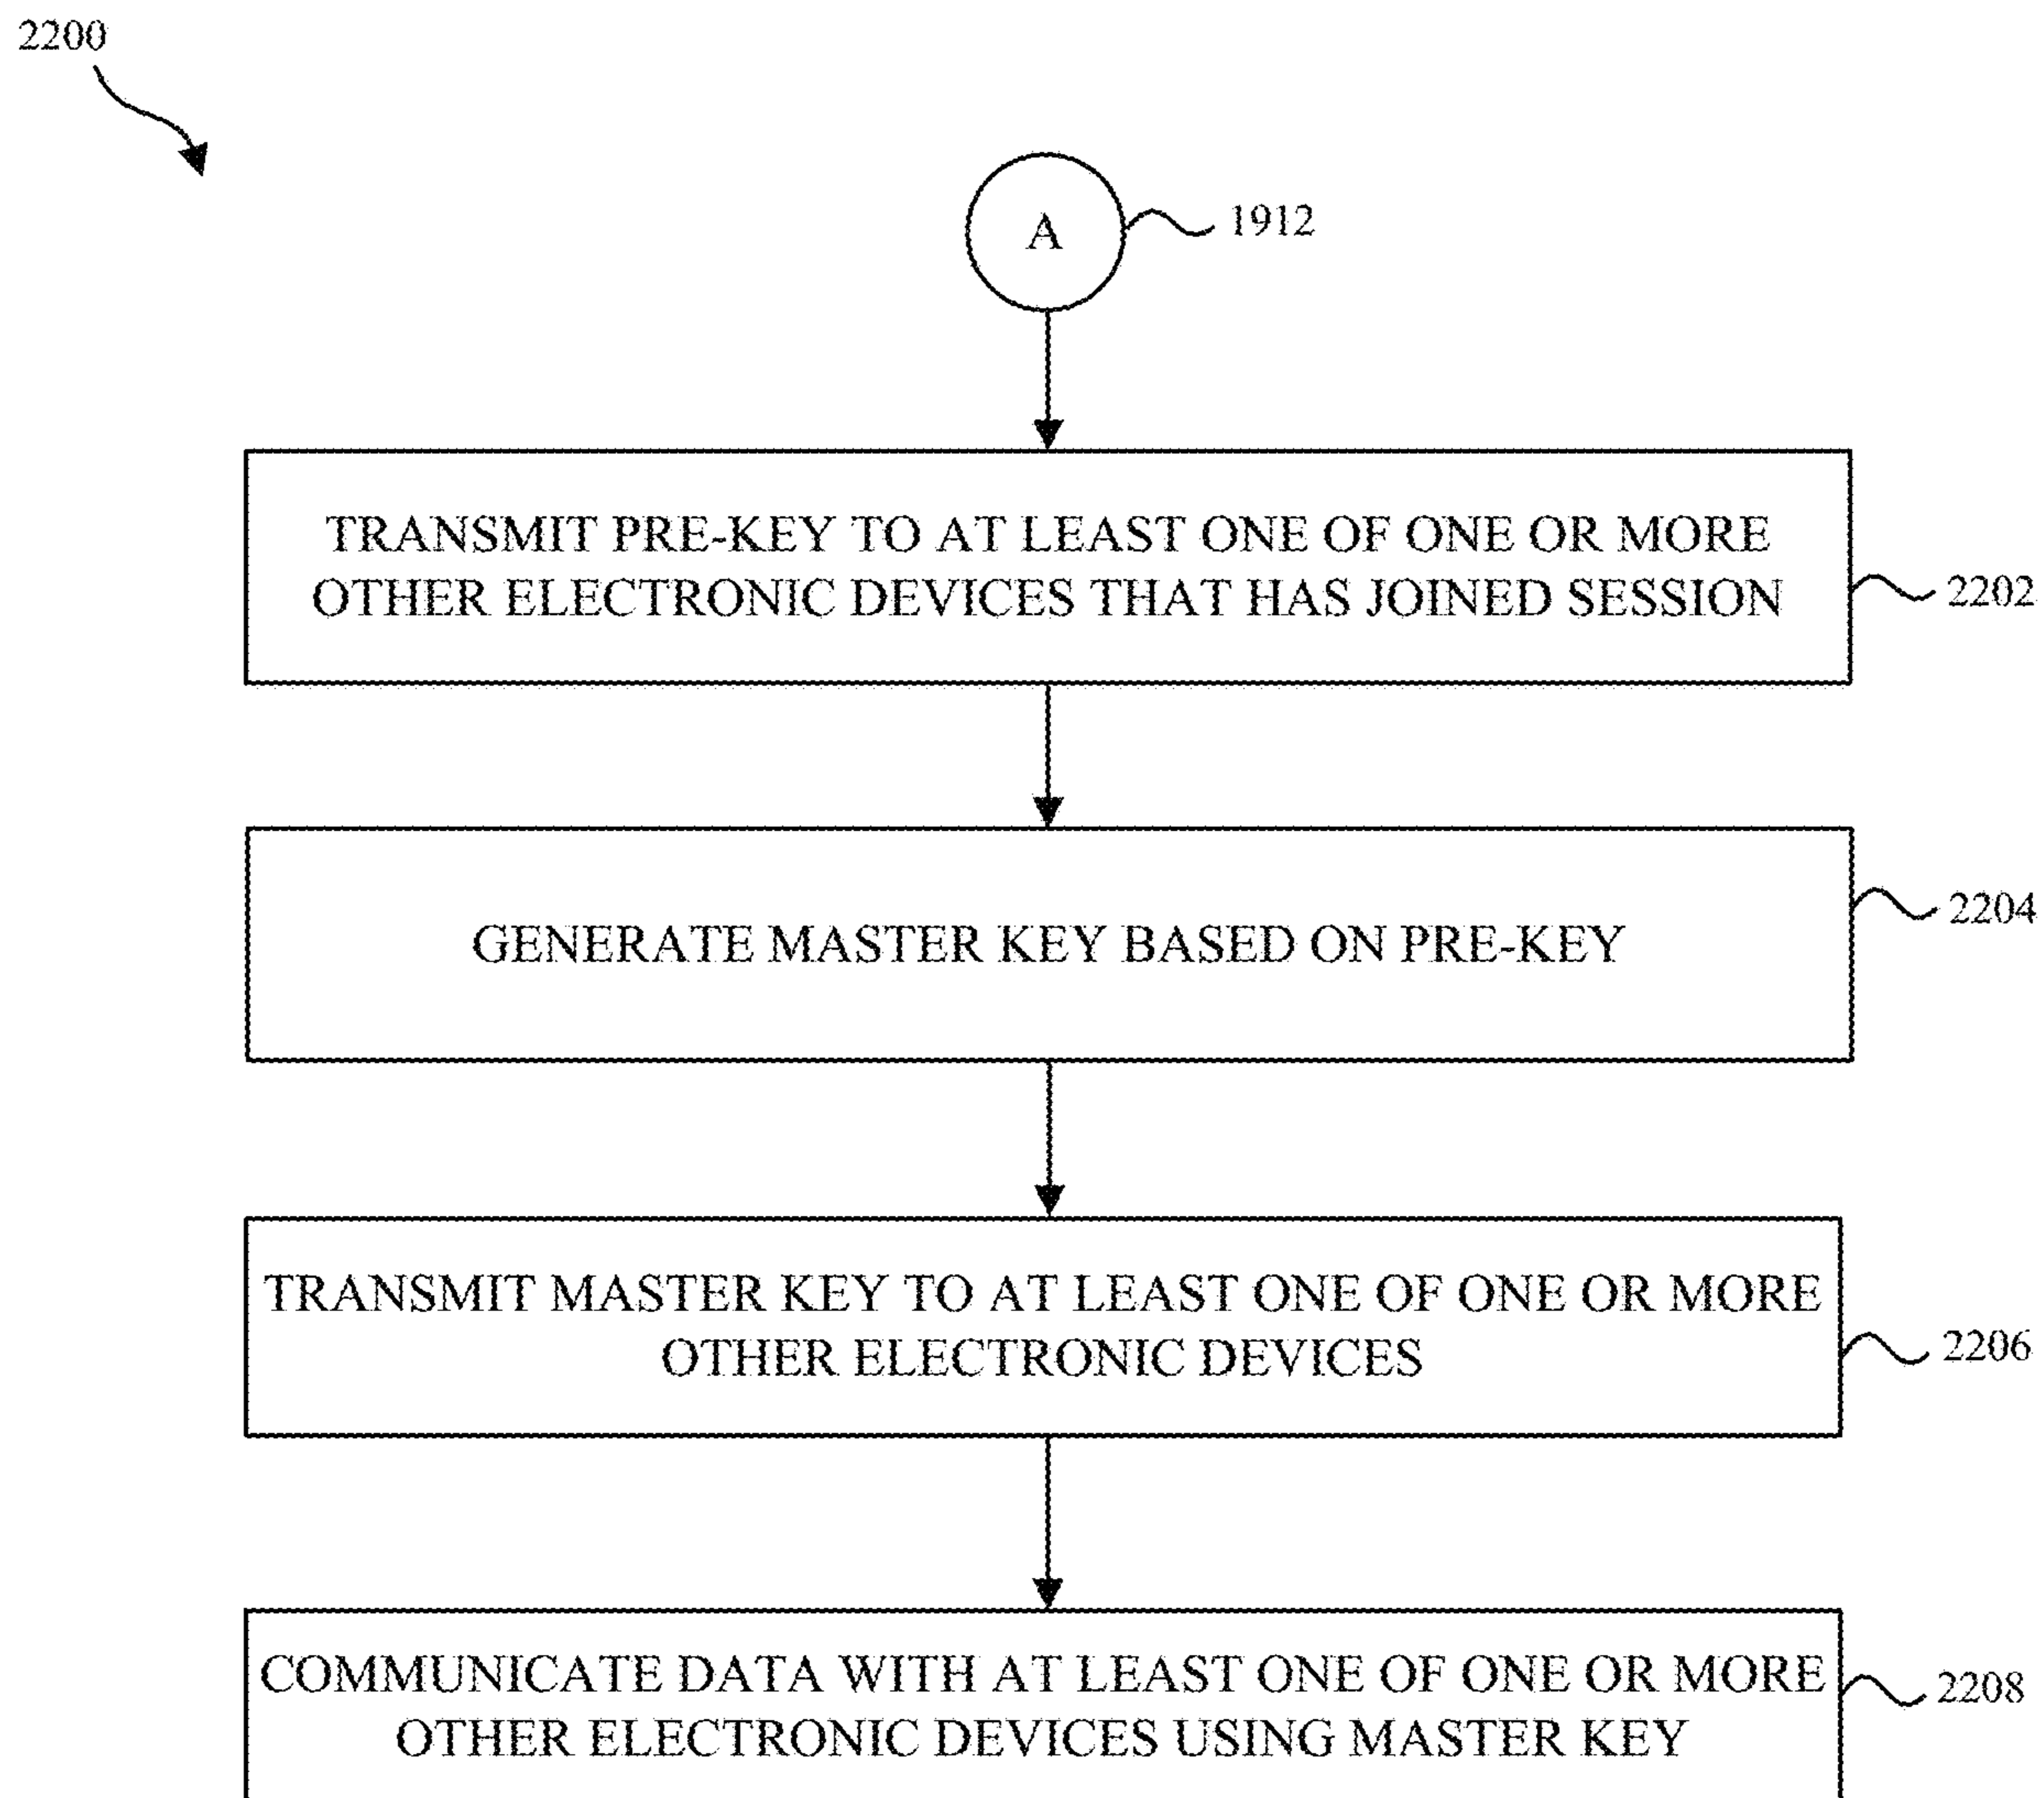 2200
A
1912
TRANSMIT PRE-KEY TO AT LEAST ONE OF ONE OR MORE
OTHER ELECTRONIC DEVICES THAT HAS JOINED SESSION
2202
GENERATE MASTER KEY BASED ON PRE-KEY
2204
TRANSMIT MASTER KEY TO AT LEAST ONE OF ONE OR MORE
OTHER ELECTRONIC DEVICES
2206
COMMUNICATE DATA WITH AT LEAST ONE OF ONE OR MORE
OTHER ELECTRONIC DEVICES USING MASTER KEY
2208